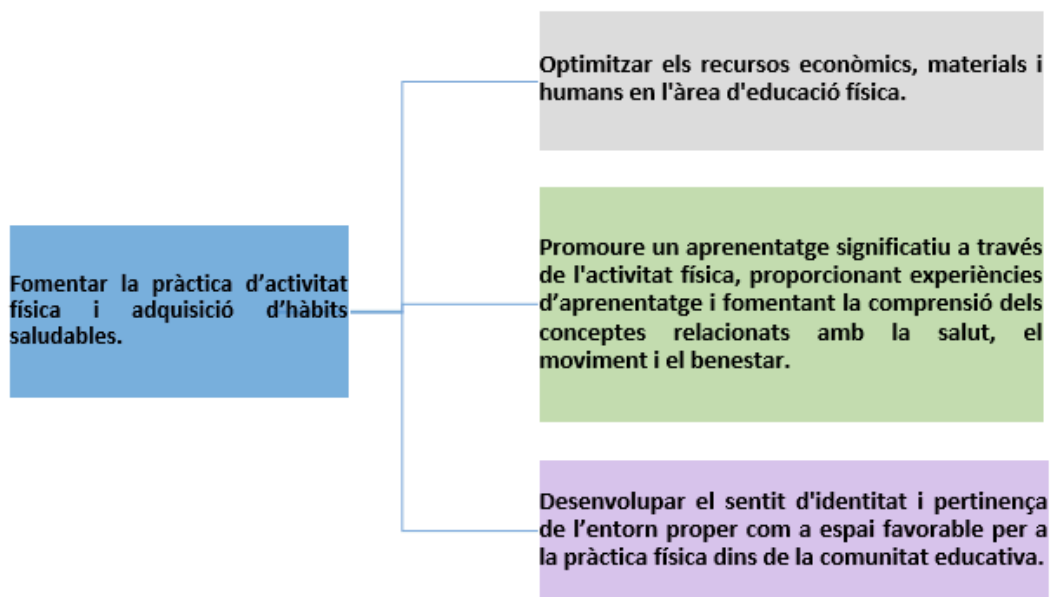 Fomentar la pràctica d’activitat
física i adquisició d’hàbits
saludables.
Optimitzar els recursos econòmics, materials i
humans en l'àrea d'educació física.
Promoure un aprenentatge significatiu a través
de l'activitat física, proporcionant experiències
d’aprenentatge i fomentant la comprensió dels
conceptes relacionats amb la salut, el
moviment i el benestar.
Desenvolupar el sentit d'identitat i pertinença
de l’entorn proper com a espai favorable per a
la pràctica física dins de la comunitat educativa.